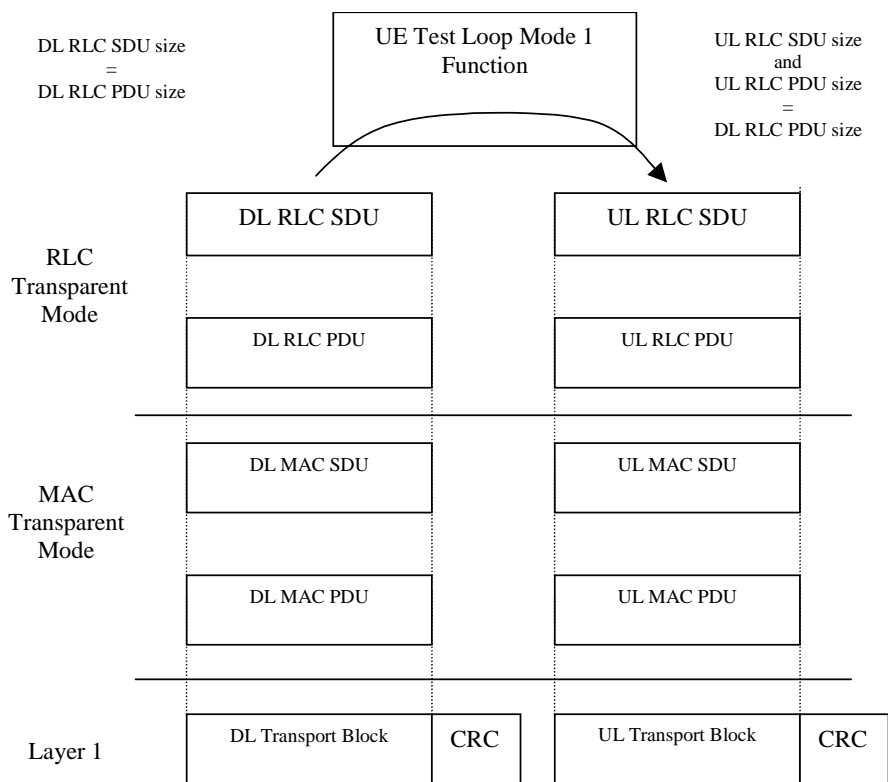 DL RLC SDU size
=
DL RLC PDU size
UE Test Loop Mode 1
Function
UL RLC SDU size
and
UL RLC PDU size
=
DL RLC PDU size
RLC
Transparent
Mode
DL RLC SDU
UL RLC SDU
DL RLC PDU
UL RLC PDU
MAC
Transparent
Mode
DL MAC SDU
UL MAC SDU
DL MAC PDU
UL MAC PDU
Layer 1
DL Transport Block
CRC
UL Transport Block
CRC